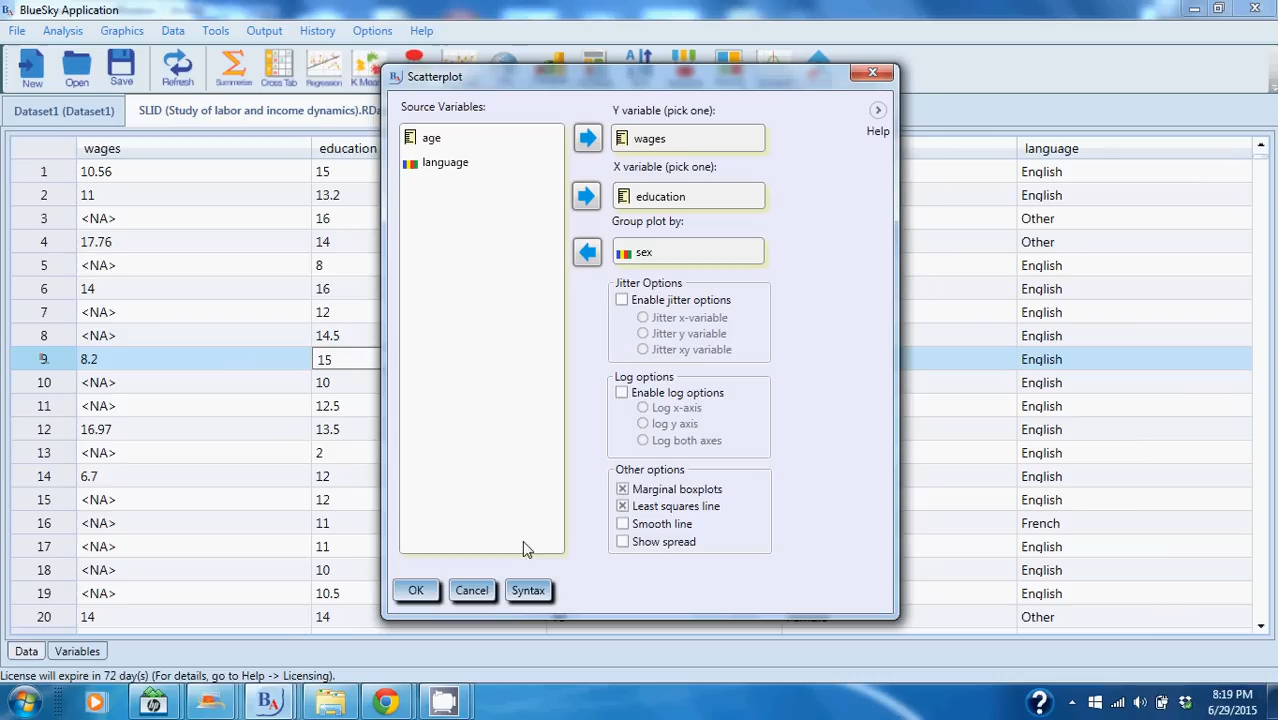 BlueSky Application
File Analysis Graphics Data Tools Output History Options Help
New Open Save Refresh Summerise Cross Tab Regression K Mea
Dataset1 (Dataset1) SLID (Study of labor and income dynamics).RDa
Scatterplot
Source Variables:
age
language
Y variable (pick one):
wages
X variable (pick one):
education
Group plot by:
sex
Help
Jitter Options
Enable jitter options
Jitter x-variable
Jitter y variable
Jitter xy variable
Log options
Enable log options
Log x-axis
log y axis
Log both axes
Other options
Marginal boxplots
Least squares line
Smooth line
Show spread
OK Cancel Syntax
wages education language
1 10.56 15 English
2 11 13.2 English
3 <NA> 16 Other
4 17.76 14 Other
5 <NA> 8 English
6 14 16 English
7 <NA> 12 English
8 <NA> 14.5 English
9 8.2 15 English
10 <NA> 10 English
11 <NA> 12.5 English
12 16.97 13.5 English
13 <NA> 2 English
14 6.7 12 English
15 <NA> 12 English
16 <NA> 11 French
17 <NA> 11 English
18 <NA> 10 English
19 <NA> 10.5 English
20 14 14 Other
Data Variables
License will expire in 72 day(s) (For details, go to Help -> Licensing).
8:19 PM
6/29/2015